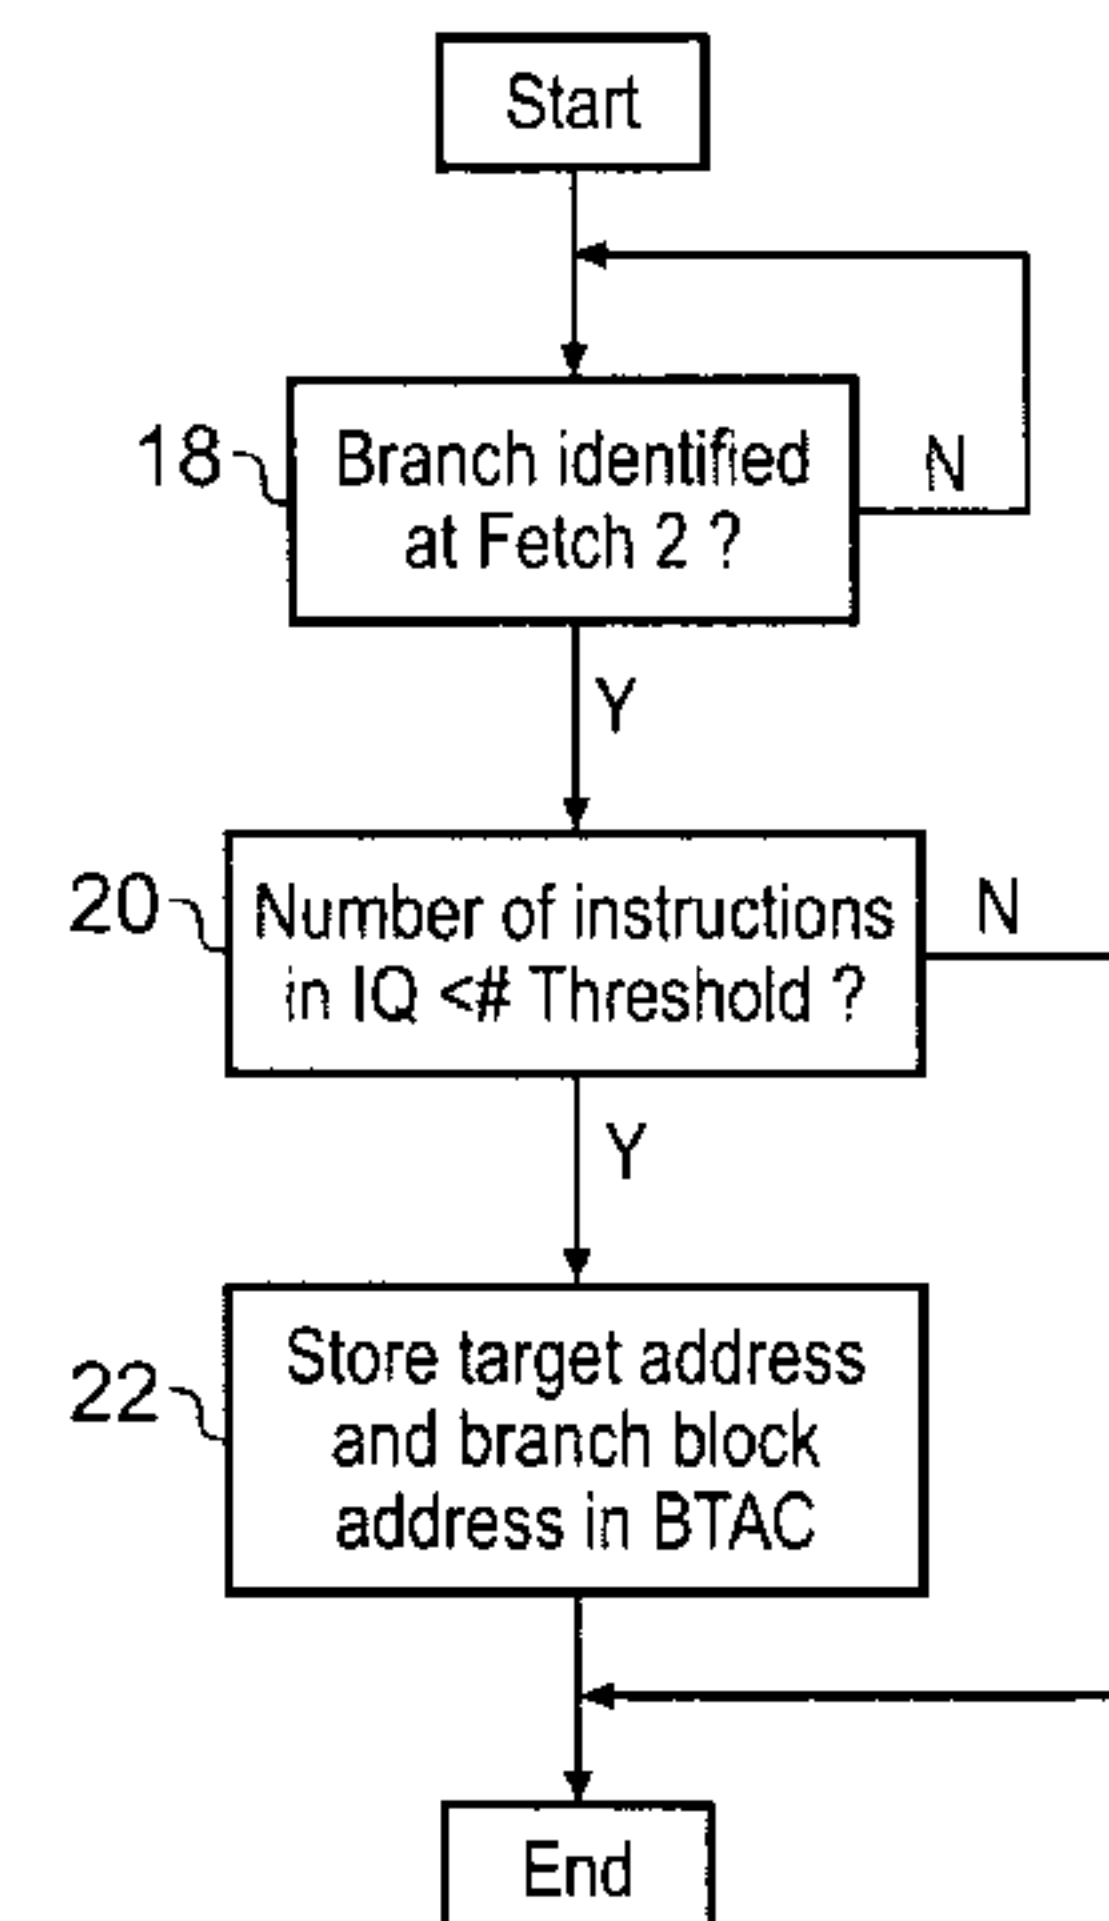 Start
18
Branch identified
at Fetch 2 ?
N
Y
20
Number of instructions
in IQ <# Threshold ?
N
Y
22
Store target address
and branch block
address in BTAC
End